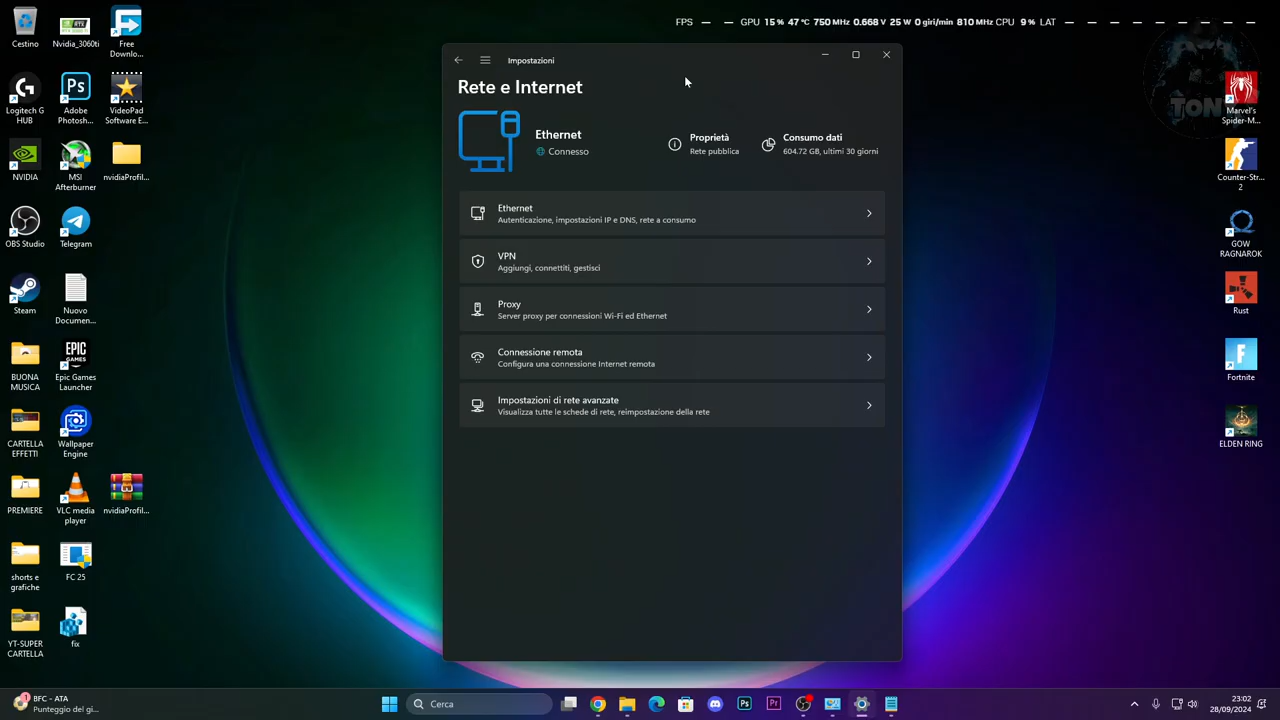 FPS — — GPU 15 % 47 °C 750 MHz 0.668 V 25 W 0 giri/min 810 MHz CPU 9 % LAT — — — — — — — —
Cestino
Nvidia_3060ti
Free Downlo...
Logitech G HUB
Adobe Photosh...
VideoPad Software E...
NVIDIA
MSI Afterburner
nvidiaProfil...
OBS Studio
Telegram
Steam
Nuovo Documen...
BUONA MUSICA
Epic Games Launcher
CARTELLA EFFETTI
Wallpaper Engine
PREMIERE
VLC media player
nvidiaProfil...
shorts e grafiche
FC 25
YT-SUPER CARTELLA
fix
Impostazioni
Rete e Internet
Ethernet
Connesso
Proprietà
Rete pubblica
Consumo dati
604.72 GB, ultimi 30 giorni
Ethernet
Autenticazione, impostazioni IP e DNS, rete a consumo
VPN
Aggiungi, connettiti, gestisci
Proxy
Server proxy per connessioni Wi-Fi ed Ethernet
Connessione remota
Configura una connessione Internet remota
Impostazioni di rete avanzate
Visualizza tutte le schede di rete, reimpostazione della rete
TON
Marvel's Spider-M...
Counter-Str... 2
GOW RAGNAROK
Rust
Fortnite
ELDEN RING
BFC - ATA
Punteggio del gi...
Cerca
23:02
28/09/2024